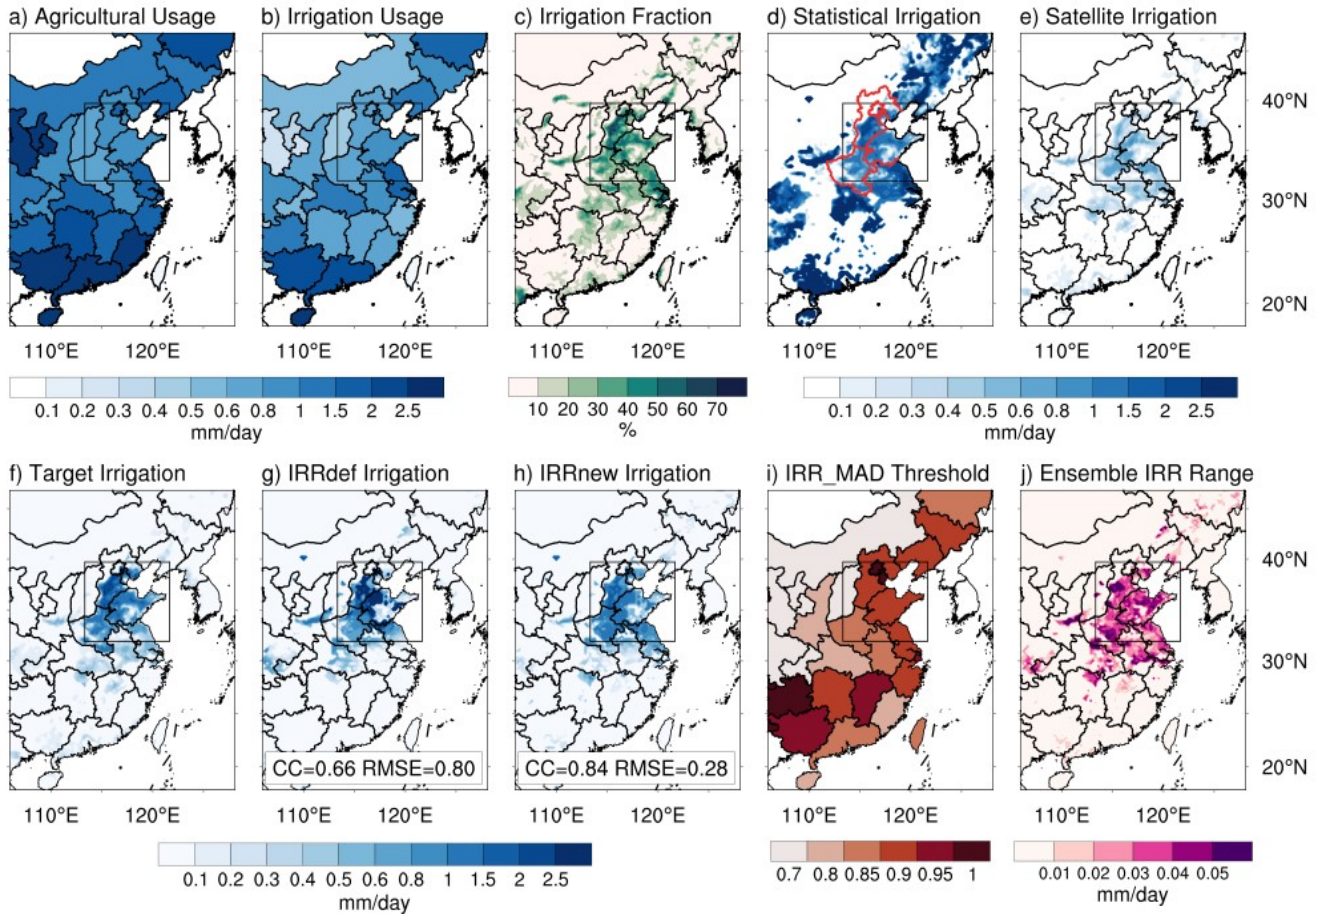 a) Agricultural Usage
b) Irrigation Usage
c) Irrigation Fraction
d) Statistical Irrigation
e) Satellite Irrigation
40°N
30°N
20°N
110°E 120°E
110°E 120°E
110°E 120°E
110°E 120°E
110°E 120°E
0.1 0.2 0.3 0.4 0.5 0.6 0.8 1 1.5 2 2.5
mm/day
10 20 30 40 50 60 70
%
0.1 0.2 0.3 0.4 0.5 0.6 0.8 1 1.5 2 2.5
mm/day
f) Target Irrigation
g) IRRdef Irrigation
h) IRRnew Irrigation
i) IRR_MAD Threshold
j) Ensemble IRR Range
40°N
30°N
20°N
CC=0.66 RMSE=0.80
CC=0.84 RMSE=0.28
110°E 120°E
110°E 120°E
110°E 120°E
110°E 120°E
110°E 120°E
0.1 0.2 0.3 0.4 0.5 0.6 0.8 1 1.5 2 2.5
mm/day
0.7 0.8 0.85 0.9 0.95 1
0.01 0.02 0.03 0.04 0.05
mm/day